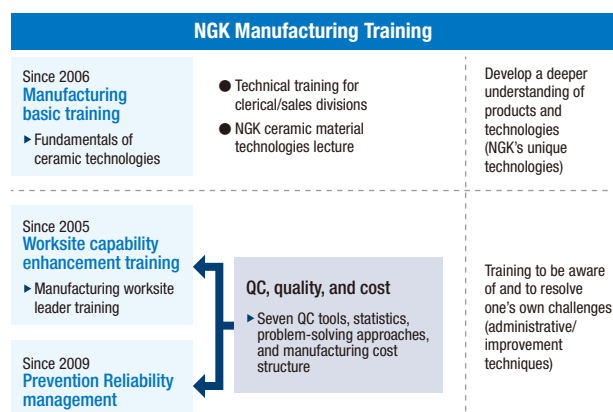 NGK Manufacturing Training
Since 2006
Manufacturing
basic training
▶ Fundamentals of
ceramic technologies
● Technical training for
clerical/sales divisions
● NGK ceramic material
technologies lecture
Develop a deeper
understanding of
products and
technologies
(NGK’s unique
technologies)
Since 2005
Worksite capability
enhancement training
▶ Manufacturing worksite
leader training
Since 2009
Prevention Reliability
management
QC, quality, and cost
▶ Seven QC tools, statistics,
problem-solving approaches,
and manufacturing cost
structure
Training to be aware
of and to resolve
one’s own challenges
(administrative/
improvement
techniques)